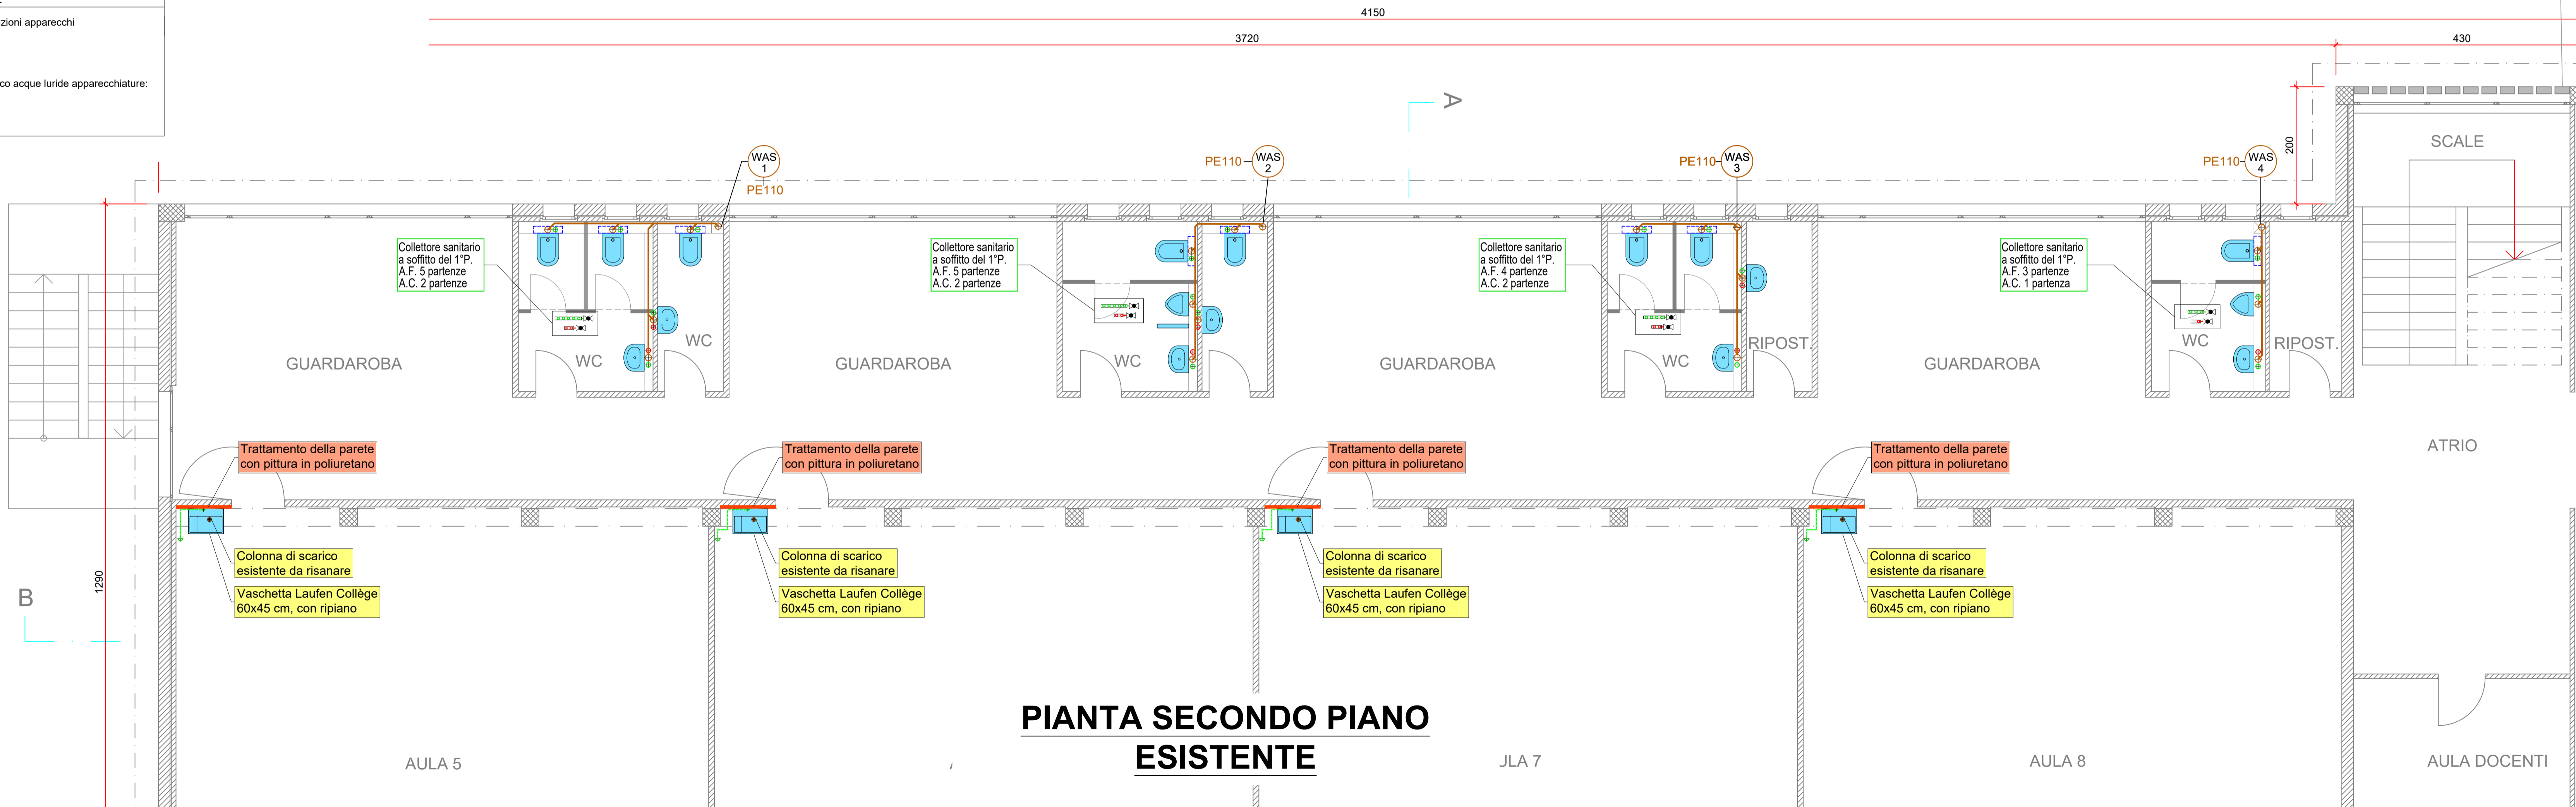 zioni apparecchi
co acque luride apparecchiature:
4150
3720
430
200
1290
A
B
WAS
1
PE110
PE110
WAS
2
PE110
WAS
3
PE110
WAS
4
SCALE
Collettore sanitario
a soffitto del 1°P.
A.F. 5 partenze
A.C. 2 partenze
Collettore sanitario
a soffitto del 1°P.
A.F. 5 partenze
A.C. 2 partenze
Collettore sanitario
a soffitto del 1°P.
A.F. 4 partenze
A.C. 2 partenze
Collettore sanitario
a soffitto del 1°P.
A.F. 3 partenze
A.C. 1 partenza
GUARDAROBA
WC
WC
GUARDAROBA
WC
GUARDAROBA
WC
RIPOST.
GUARDAROBA
WC
RIPOST.
ATRIO
Trattamento della parete
con pittura in poliuretano
Trattamento della parete
con pittura in poliuretano
Trattamento della parete
con pittura in poliuretano
Trattamento della parete
con pittura in poliuretano
Colonna di scarico
esistente da risanare
Vaschetta Laufen Collège
60x45 cm, con ripiano
Colonna di scarico
esistente da risanare
Vaschetta Laufen Collège
60x45 cm, con ripiano
Colonna di scarico
esistente da risanare
Vaschetta Laufen Collège
60x45 cm, con ripiano
Colonna di scarico
esistente da risanare
Vaschetta Laufen Collège
60x45 cm, con ripiano
PIANTA SECONDO PIANO
ESISTENTE
AULA 5
JLA 7
AULA 8
AULA DOCENTI